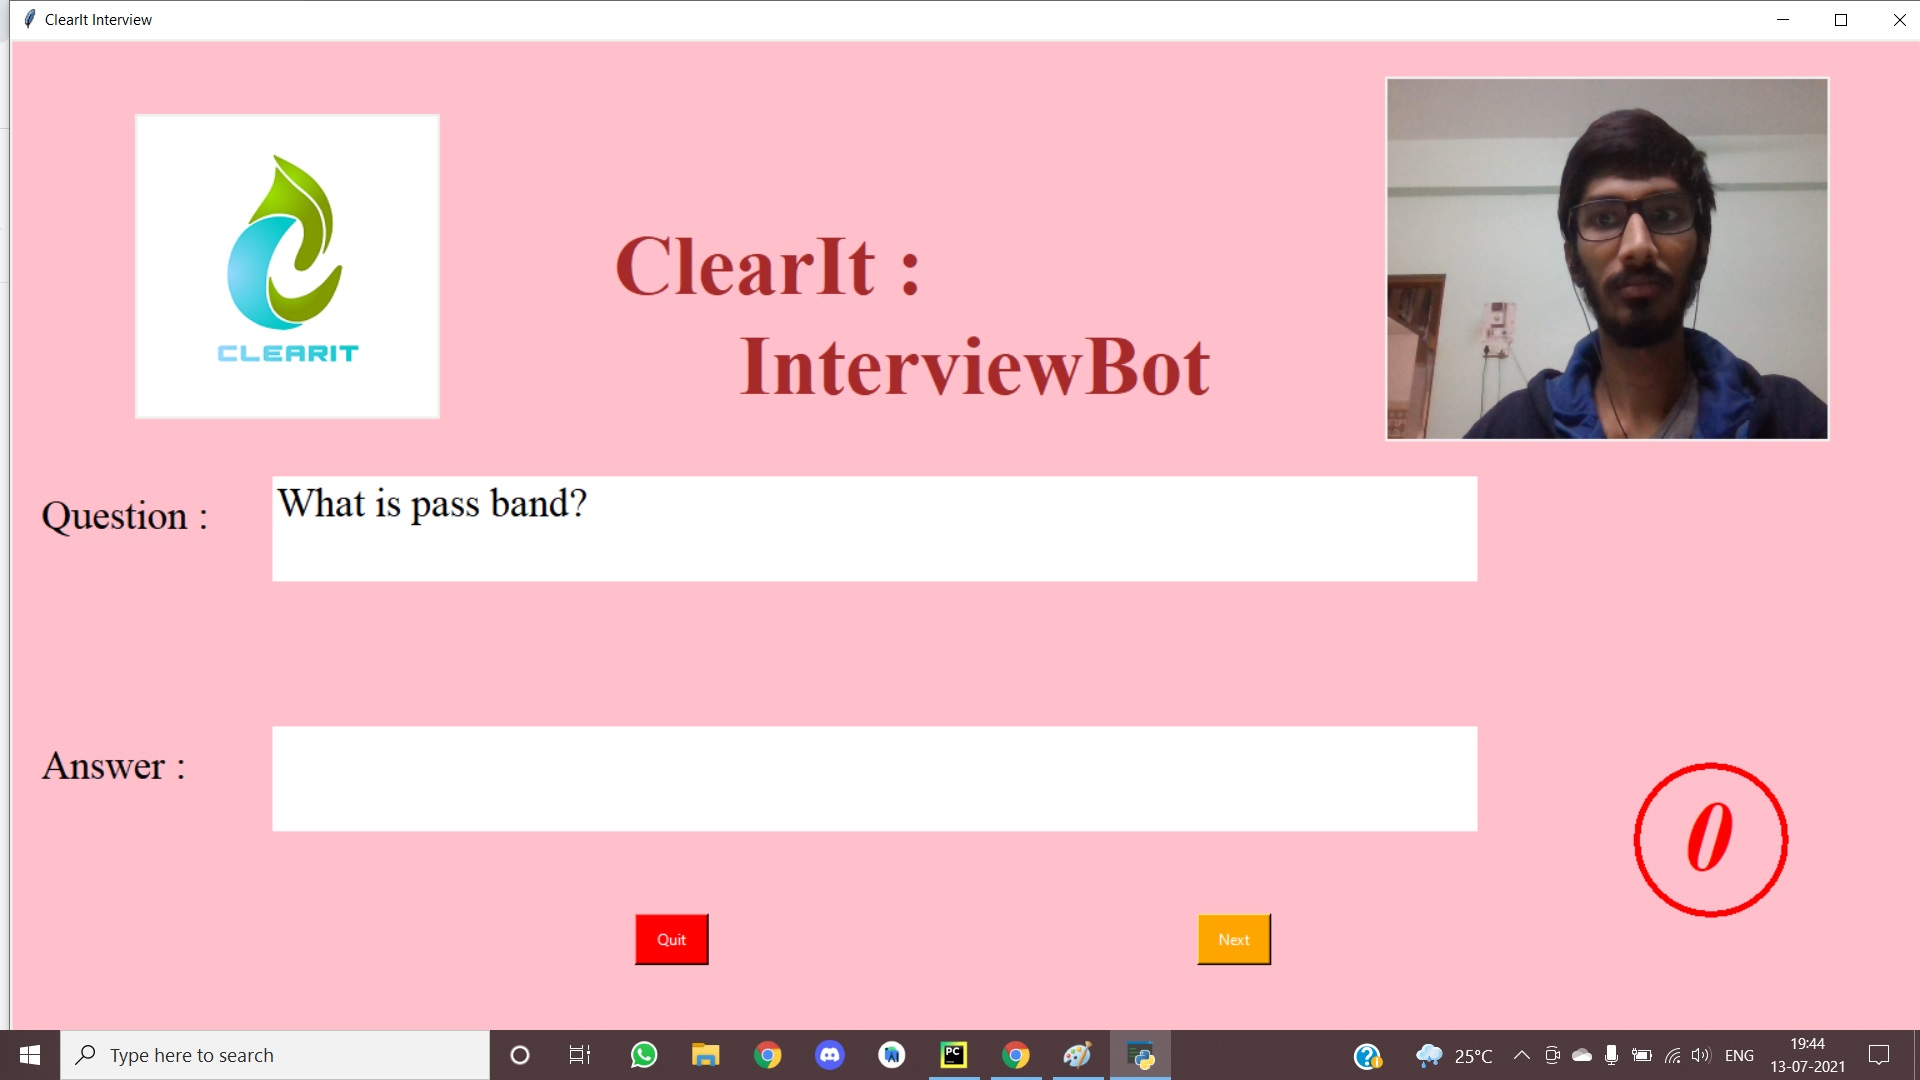 ClearIt Interview
CLEARIT
ClearIt :
InterviewBot
Question :
What is pass band?
Answer :
0
Quit
Next
Type here to search
PC
25°C
ENG
19:44
13-07-2021